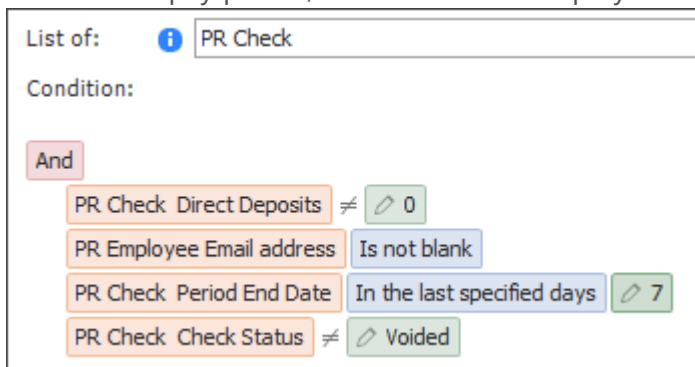 List of: PR Check
Condition:
And
PR Check Direct Deposits ≠ 0
PR Employee Email address Is not blank
PR Check Period End Date In the last specified days 7
PR Check Check Status ≠ Voided